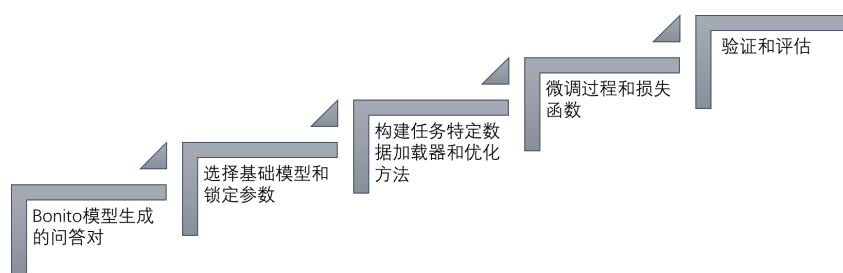 Bonito模型生成
的问答对
选择基础模型和
锁定参数
构建任务特定数
据加载器和优化
方法
微调过程和损失
函数
验证和评估